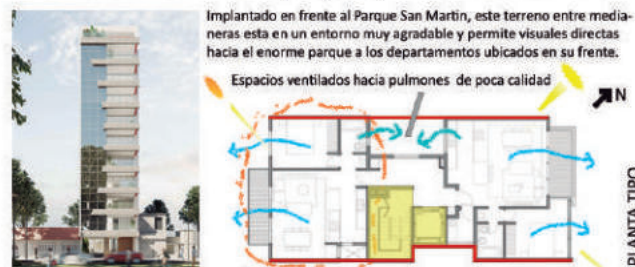 Implantado en frente al Parque San Martin, este terreno entre media-
neras esta en un entorno muy agradable y permite visuales directas
hacia el enorme parque a los departamentos ubicados en su frente.
Espacios ventilados hacia pulmones de poca calidad
N
PLANTA TIPO